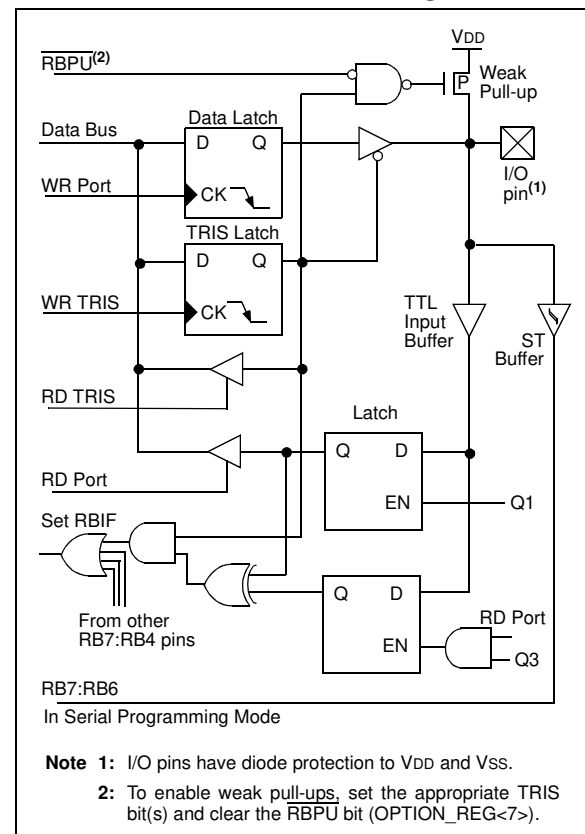 VDD
RBPU(2)
P
Weak
Pull-up
Data Bus
Data Latch
D Q
WR Port
CK
I/O
pin(1)
TRIS Latch
D Q
WR TRIS
CK
TTL
Input
Buffer
ST
Buffer
RD TRIS
Latch
Q D
RD Port
EN
Q1
Set RBIF
From other
RB7:RB4 pins
Q D
RD Port
EN
Q3
RB7:RB6
In Serial Programming Mode
Note 1: I/O pins have diode protection to VDD and VSS.
2: To enable weak pull-ups, set the appropriate TRIS
bit(s) and clear the RBPU bit (OPTION_REG<7>).